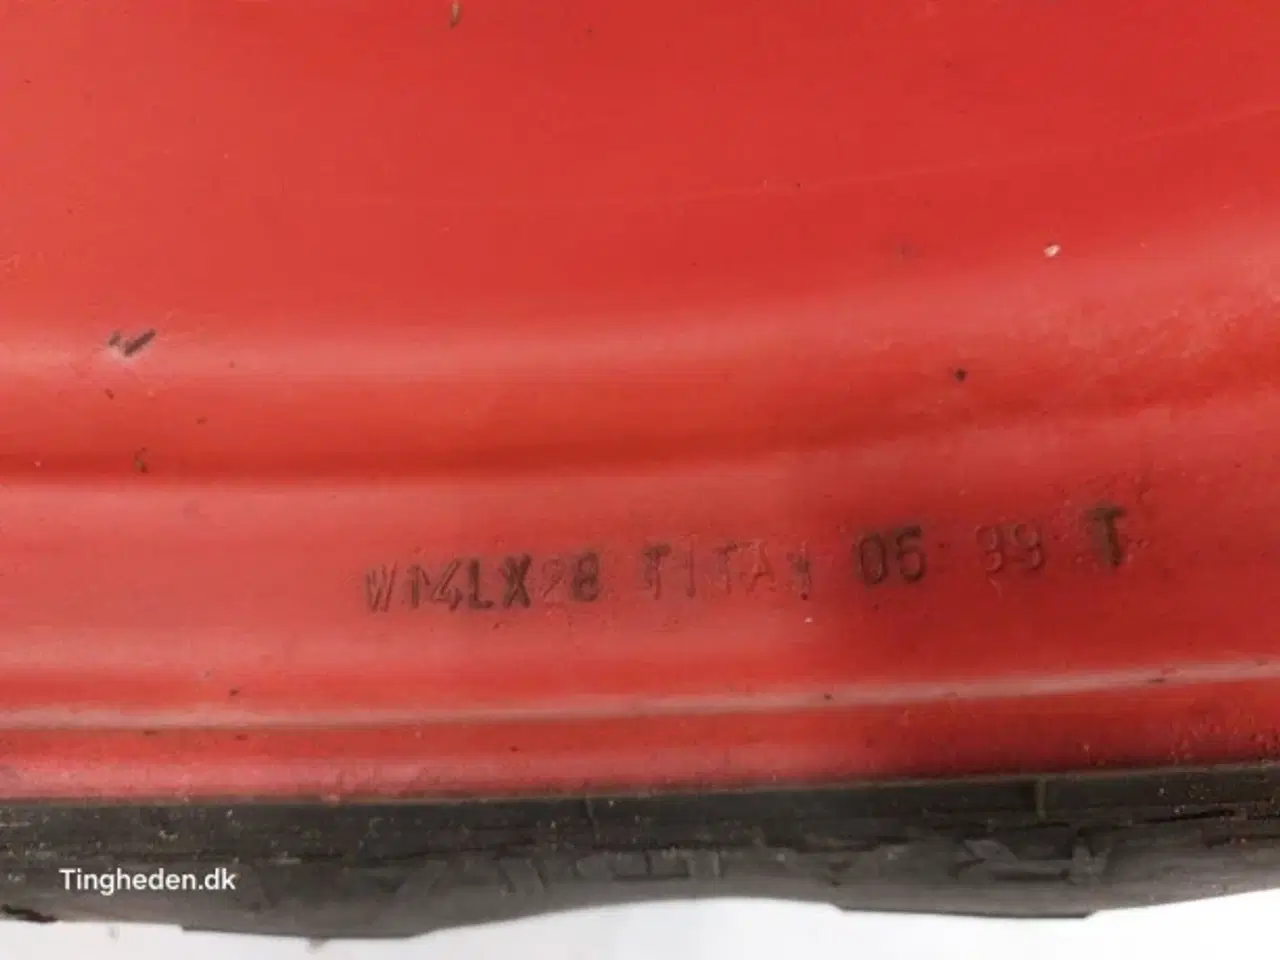 W14LX28 TITAN 05 99 T
Tingheden.dk